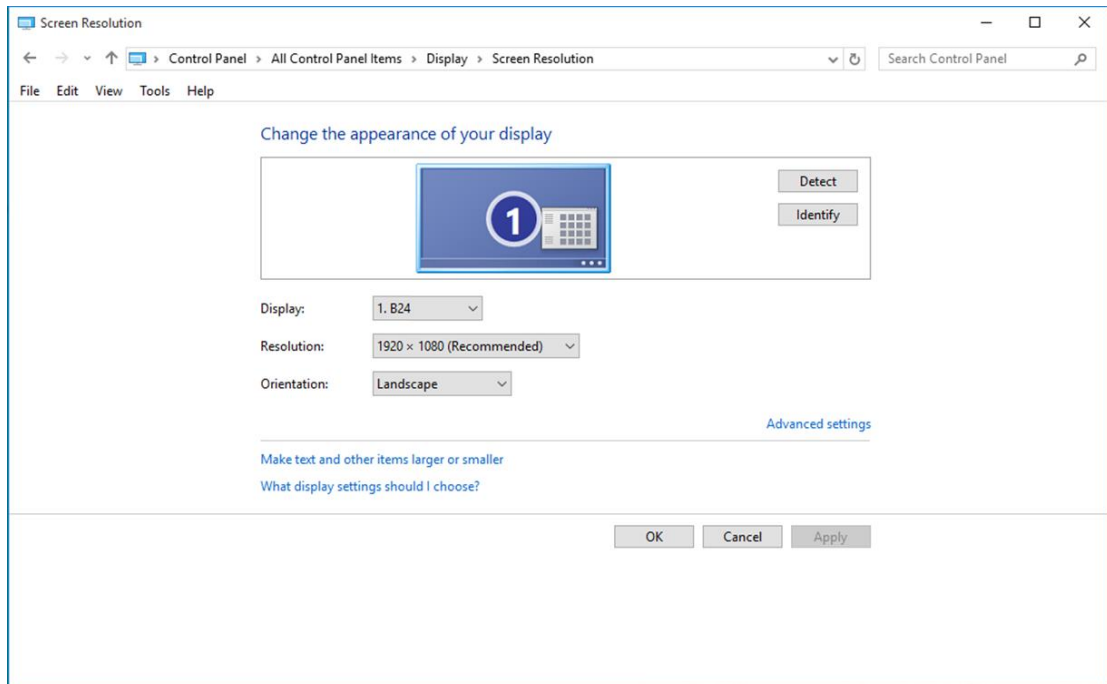 Screen Resolution
Control Panel > All Control Panel Items > Display > Screen Resolution
Search Control Panel
File Edit View Tools Help
Change the appearance of your display
1
Detect
Identify
Display: 1. B24
Resolution: 1920 × 1080 (Recommended)
Orientation: Landscape
Advanced settings
Make text and other items larger or smaller
What display settings should I choose?
OK Cancel Apply